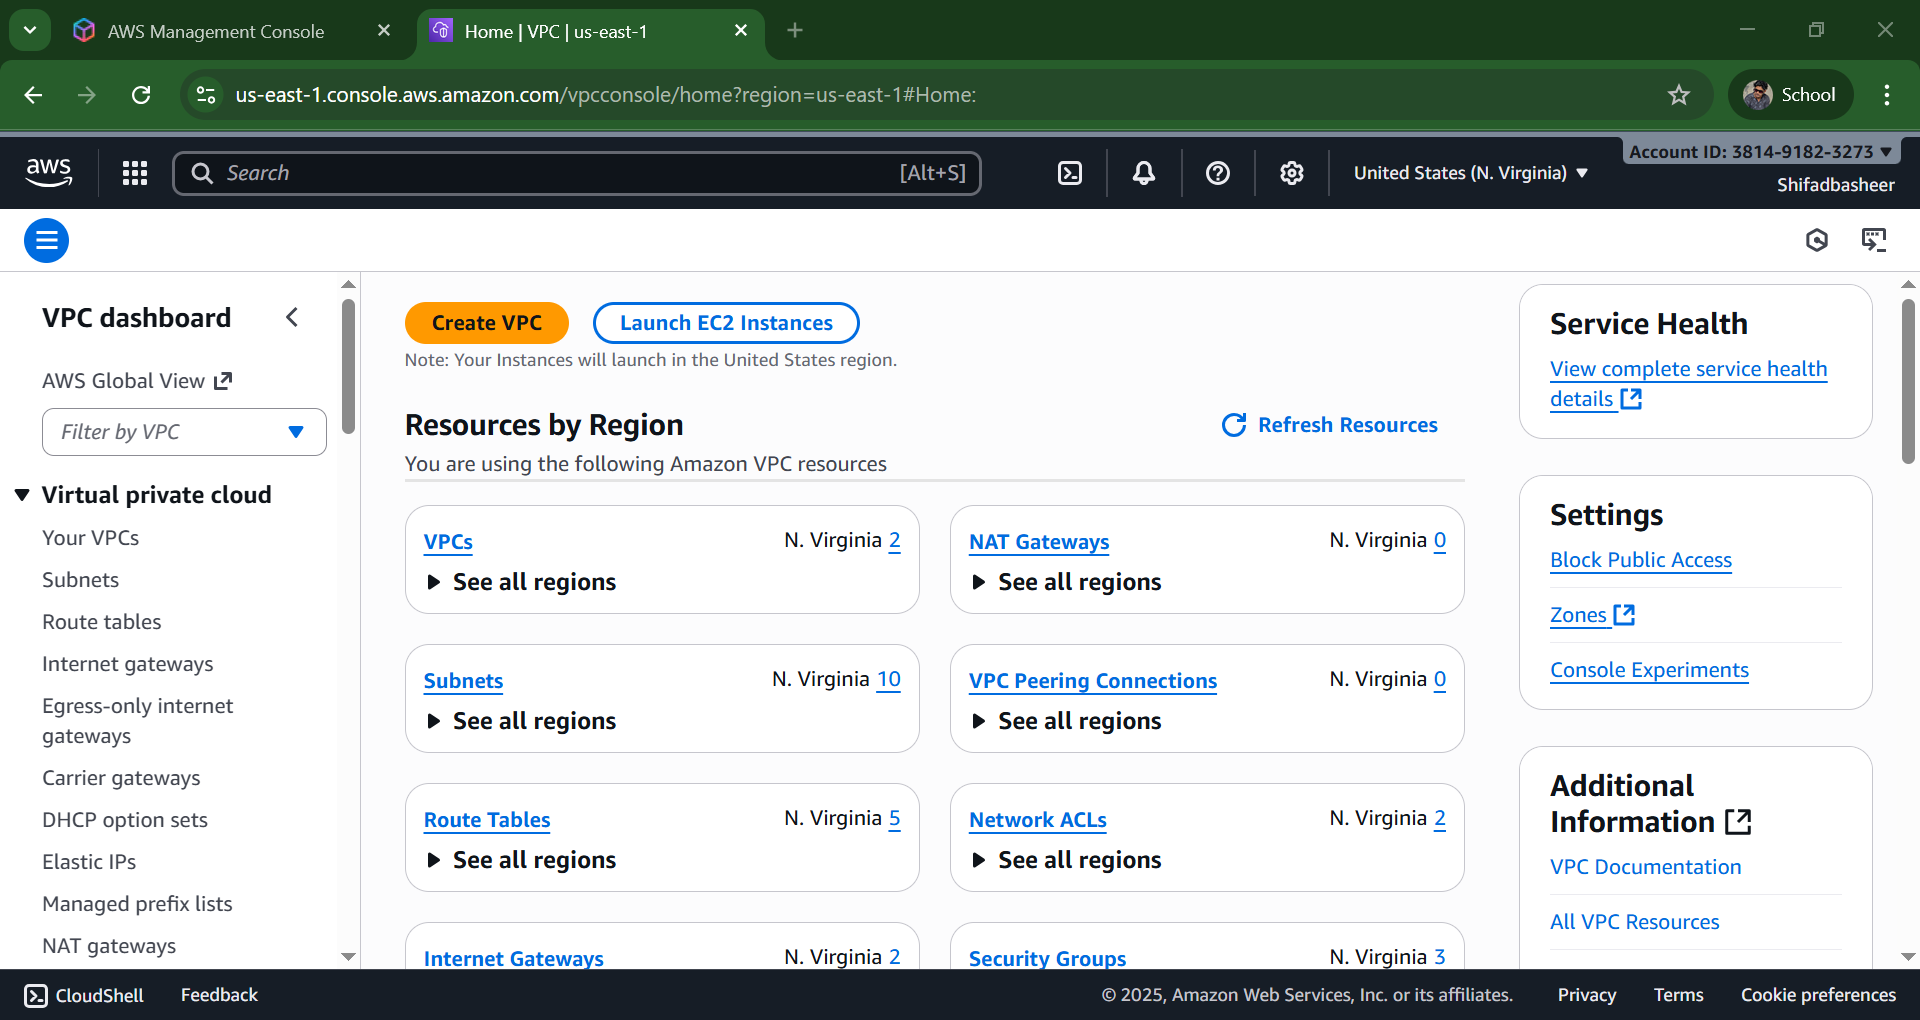 AWS Management Console
Home | VPC | us-east-1
us-east-1.console.aws.amazon.com/vpcconsole/home?region=us-east-1#Home:
School
aws
Search
[Alt+S]
United States (N. Virginia)
Account ID: 3814-9182-3273
Shifadbasheer
VPC dashboard
AWS Global View
Filter by VPC
Virtual private cloud
Your VPCs
Subnets
Route tables
Internet gateways
Egress-only internet
gateways
Carrier gateways
DHCP option sets
Elastic IPs
Managed prefix lists
NAT gateways
Create VPC
Launch EC2 Instances
Note: Your Instances will launch in the United States region.
Resources by Region
Refresh Resources
You are using the following Amazon VPC resources
VPCs
N. Virginia 2
See all regions
NAT Gateways
N. Virginia 0
See all regions
Subnets
N. Virginia 10
See all regions
VPC Peering Connections
N. Virginia 0
See all regions
Route Tables
N. Virginia 5
See all regions
Network ACLs
N. Virginia 2
See all regions
Internet Gateways
N. Virginia 2
Security Groups
N. Virginia 3
Service Health
View complete service health
details
Settings
Block Public Access
Zones
Console Experiments
Additional
Information
VPC Documentation
All VPC Resources
CloudShell
Feedback
© 2025, Amazon Web Services, Inc. or its affiliates.
Privacy
Terms
Cookie preferences